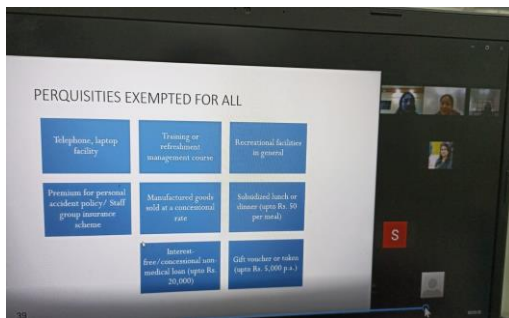 PERQUISITIES EXEMPTED FOR ALL
Telephone, laptop
facility
Training or
refreshment
management course
Recreational facilities
in general
Premium for personal
accident policy/ Staff
group insurance
scheme
Manufactured goods
sold at a concessional
rate
Subsidized lunch or
dinner (upto Rs. 50
per meal)
Interest-
free/concessional non-
medical loan (upto Rs.
20,000)
Gift voucher or token
(upto Rs. 5,000 p.a.)
S
39